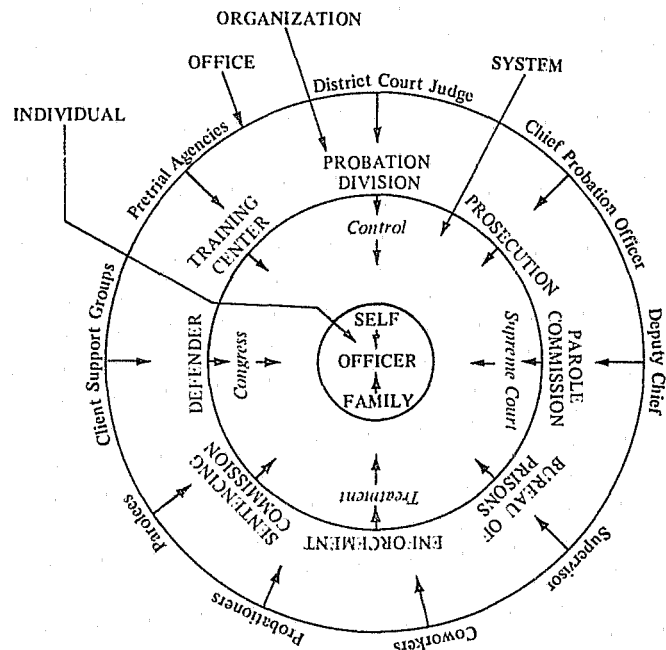 ORGANIZATION
OFFICE
SYSTEM
INDIVIDUAL
District Court Judge
Chief Probation Officer
Deputy Chief
Supervisor
Coworkers
Probationers
Parolees
Client Support Groups
Pretrial Agencies
PROBATION
DIVISION
PROSECUTION
PAROLE
COMMISSION
BUREAU OF
PRISONS
ENFORCEMENT
SENTENCING
COMMISSION
DEFENDER
TRAINING
CENTER
Control
Supreme Court
Treatment
Congress
SELF
OFFICER
FAMILY